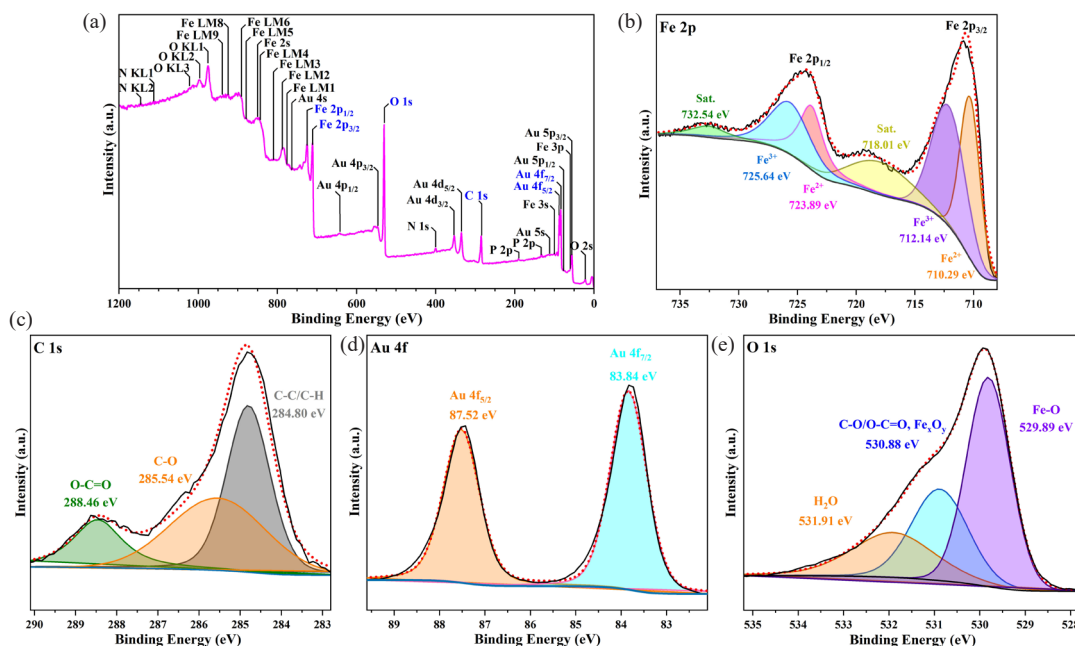 (a)
Fe LM8
Fe LM9
O KL1
O KL2
O KL3
N KL1
N KL2
Fe LM6
Fe LM5
Fe 2s
Fe LM4
Fe LM3
Fe LM2
Fe LM1
Au 4s
Fe 2p1/2
Fe 2p3/2
Au 4p1/2
Au 4p3/2
O 1s
Au 4d5/2
Au 4d3/2
N 1s
C 1s
Au 5p3/2
Fe 3p
Au 5p1/2
Au 4f7/2
Au 4f5/2
Fe 3s
Au 5s
P 2p
P 2p
O 2s
Intensity (a.u.)
1200 1000 800 600 400 200 0
Binding Energy (eV)
(b)
Fe 2p
Fe 2p1/2
Fe 2p3/2
Sat.
732.54 eV
Sat.
718.01 eV
Fe3+
725.64 eV
Fe2+
723.89 eV
Fe3+
712.14 eV
Fe2+
710.29 eV
Intensity (a.u.)
737 732 727 722 717 712
Binding Energy (eV)
(c)
C 1s
C-C/C-H
284.80 eV
C-O
285.54 eV
O-C=O
288.46 eV
Intensity (a.u.)
290 289 288 287 286 285 284 283
Binding Energy (eV)
(d)
Au 4f
Au 4f7/2
83.84 eV
Au 4f5/2
87.52 eV
Intensity (a.u.)
89 88 87 86 85 84 83
Binding Energy (eV)
(e)
O 1s
Fe-O
529.89 eV
C-O/O-C=O, FexOy
530.88 eV
H2O
531.91 eV
Intensity (a.u.)
535 534 533 532 531 530 529 528
Binding Energy (eV)